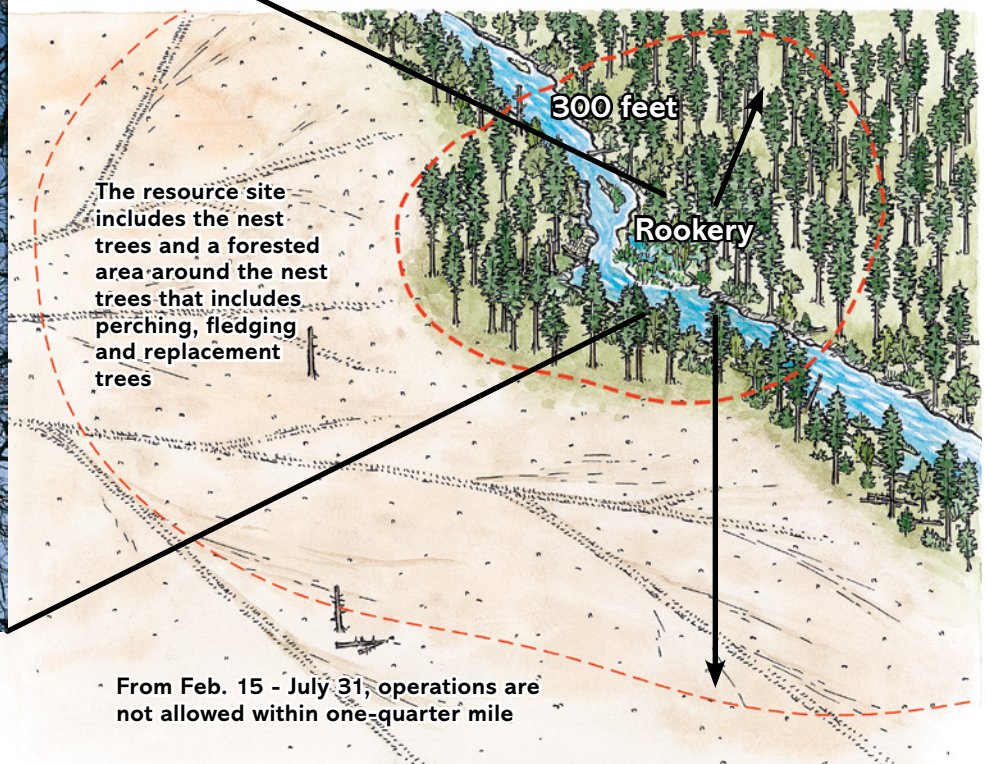 300 feet
Rookery
The resource site
includes the nest
trees and a forested
area around the nest
trees that includes
perching, fledging
and replacement
trees
From Feb. 15 - July 31, operations are
not allowed within one-quarter mile